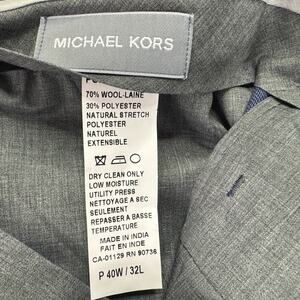 MICHAEL KORS
70% WOOL-LAINE
30% POLYESTER
NATURAL STRETCH
POLYESTER
NATUREL
EXTENSIBLE
DRY CLEAN ONLY
LOW MOISTURE
UTILITY PRESS
NETTOYAGE A SEC
SEULEMENT
REPASSER A BASSE
TEMPERATURE
MADE IN INDIA
FAIT EN INDE
CA-01129 RN 90736
P 40W / 32L